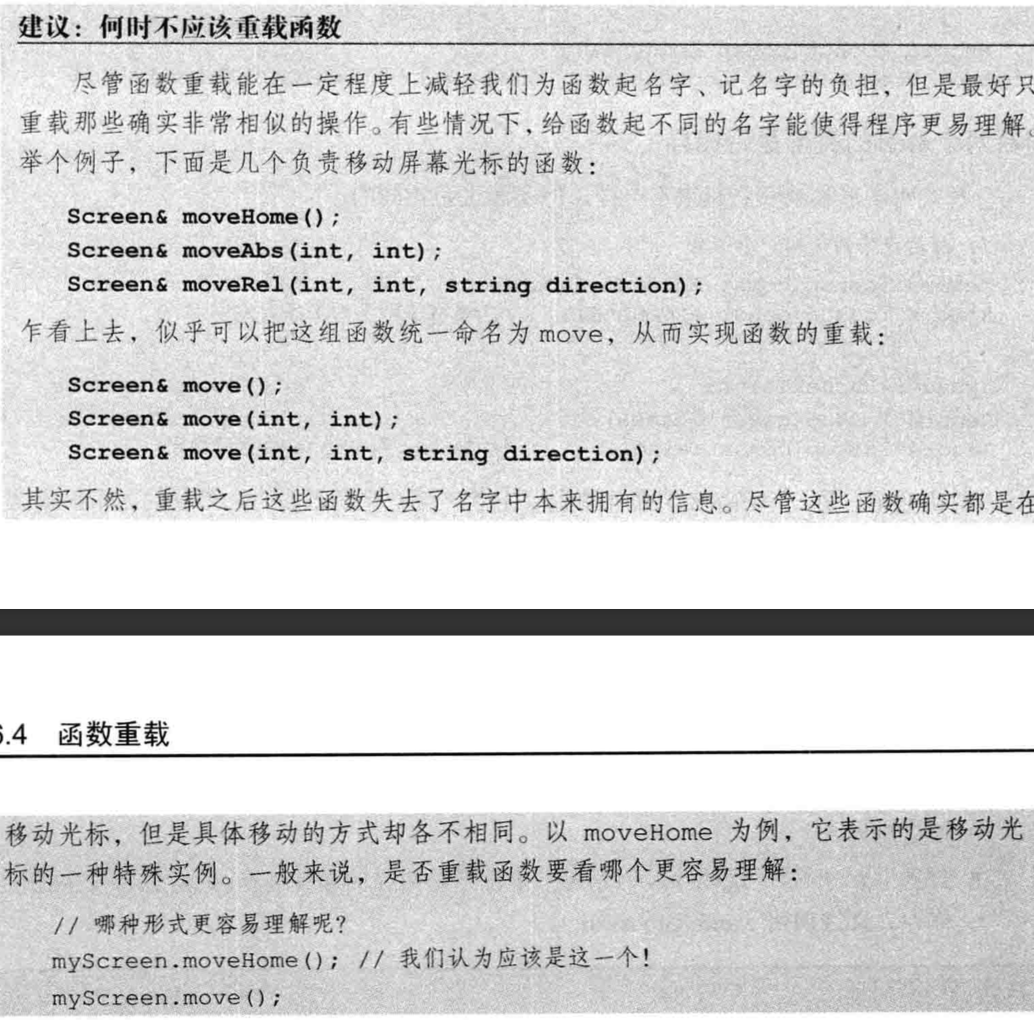 建议：何时不应该重载函数
尽管函数重载能在一定程度上减轻我们为函数起名字、记名字的负担，但是最好只
重载那些确实非常相似的操作。有些情况下，给函数起不同的名字能使得程序更易理解。
举个例子，下面是几个负责移动屏幕光标的函数：
Screen& moveHome();
Screen& moveAbs(int, int);
Screen& moveRel(int, int, string direction);
乍看上去，似乎可以把这组函数统一命名为 move，从而实现函数的重载：
Screen& move();
Screen& move(int, int);
Screen& move(int, int, string direction);
其实不然，重载之后这些函数失去了名字中本来拥有的信息。尽管这些函数确实都是在
6.4 函数重载
移动光标，但是具体移动的方式却各不相同。以 moveHome 为例，它表示的是移动光
标的一种特殊实例。一般来说，是否重载函数要看哪个更容易理解：
// 哪种形式更容易理解呢？
myScreen.moveHome(); // 我们认为应该是这一个！
myScreen.move();